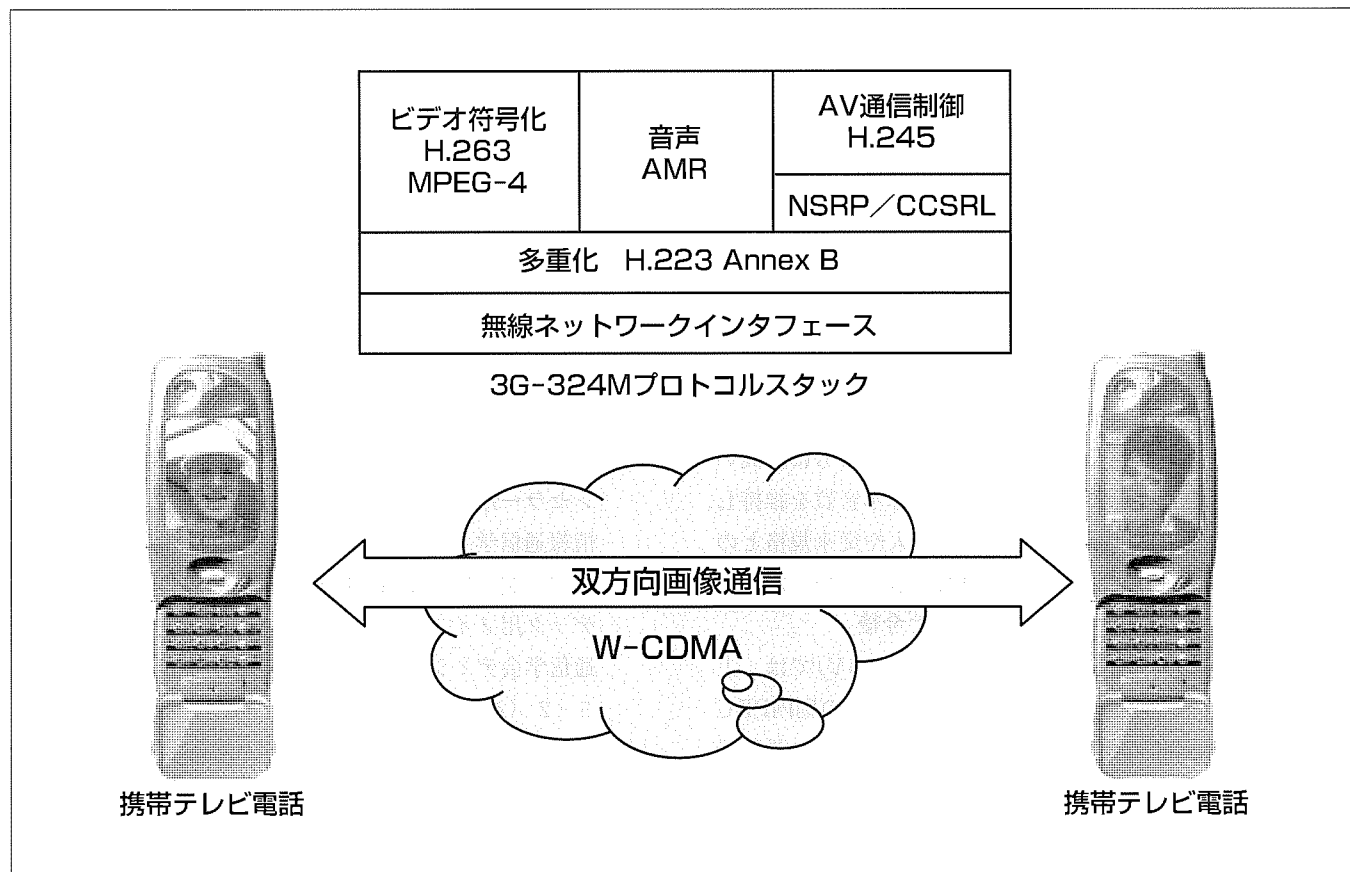 ビデオ符号化
H.263
MPEG-4
音声
AMR
AV通信制御
H.245
NSRP／CCSRL
多重化　H.223 Annex B
無線ネットワークインタフェース
3G-324Mプロトコルスタック
双方向画像通信
W-CDMA
携帯テレビ電話
携帯テレビ電話